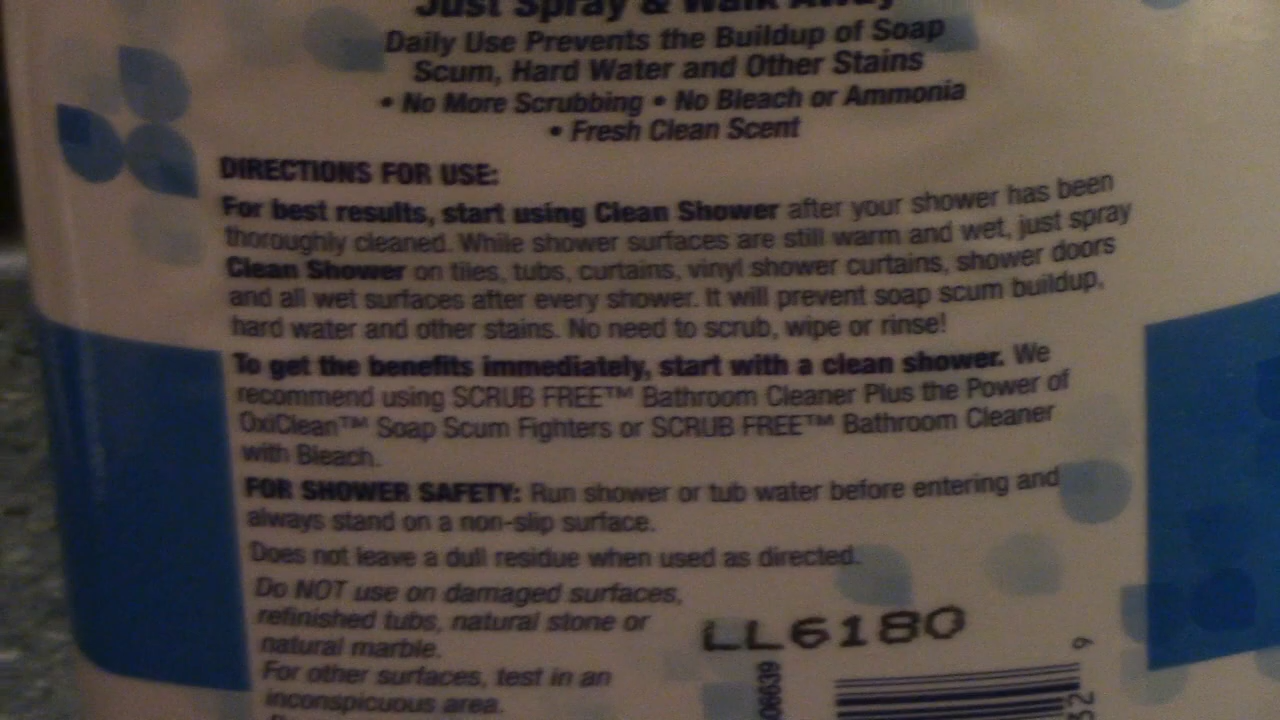 Just Spray & Walk Away
Daily Use Prevents the Buildup of Soap
Scum, Hard Water and Other Stains
• No More Scrubbing • No Bleach or Ammonia
• Fresh Clean Scent
DIRECTIONS FOR USE:
For best results, start using Clean Shower after your shower has been
thoroughly cleaned. While shower surfaces are still warm and wet, just spray
Clean Shower on tiles, tubs, curtains, vinyl shower curtains, shower doors
and all wet surfaces after every shower. It will prevent soap scum buildup,
hard water and other stains. No need to scrub, wipe or rinse!
To get the benefits immediately, start with a clean shower. We
recommend using SCRUB FREE™ Bathroom Cleaner Plus the Power of
OxiClean™ Soap Scum Fighters or SCRUB FREE™ Bathroom Cleaner
with Bleach.
FOR SHOWER SAFETY: Run shower or tub water before entering and
always stand on a non-slip surface.
Does not leave a dull residue when used as directed.
Do NOT use on damaged surfaces,
refinished tubs, natural stone or
natural marble.
For other surfaces, test in an
inconspicuous area.
LL6180
9